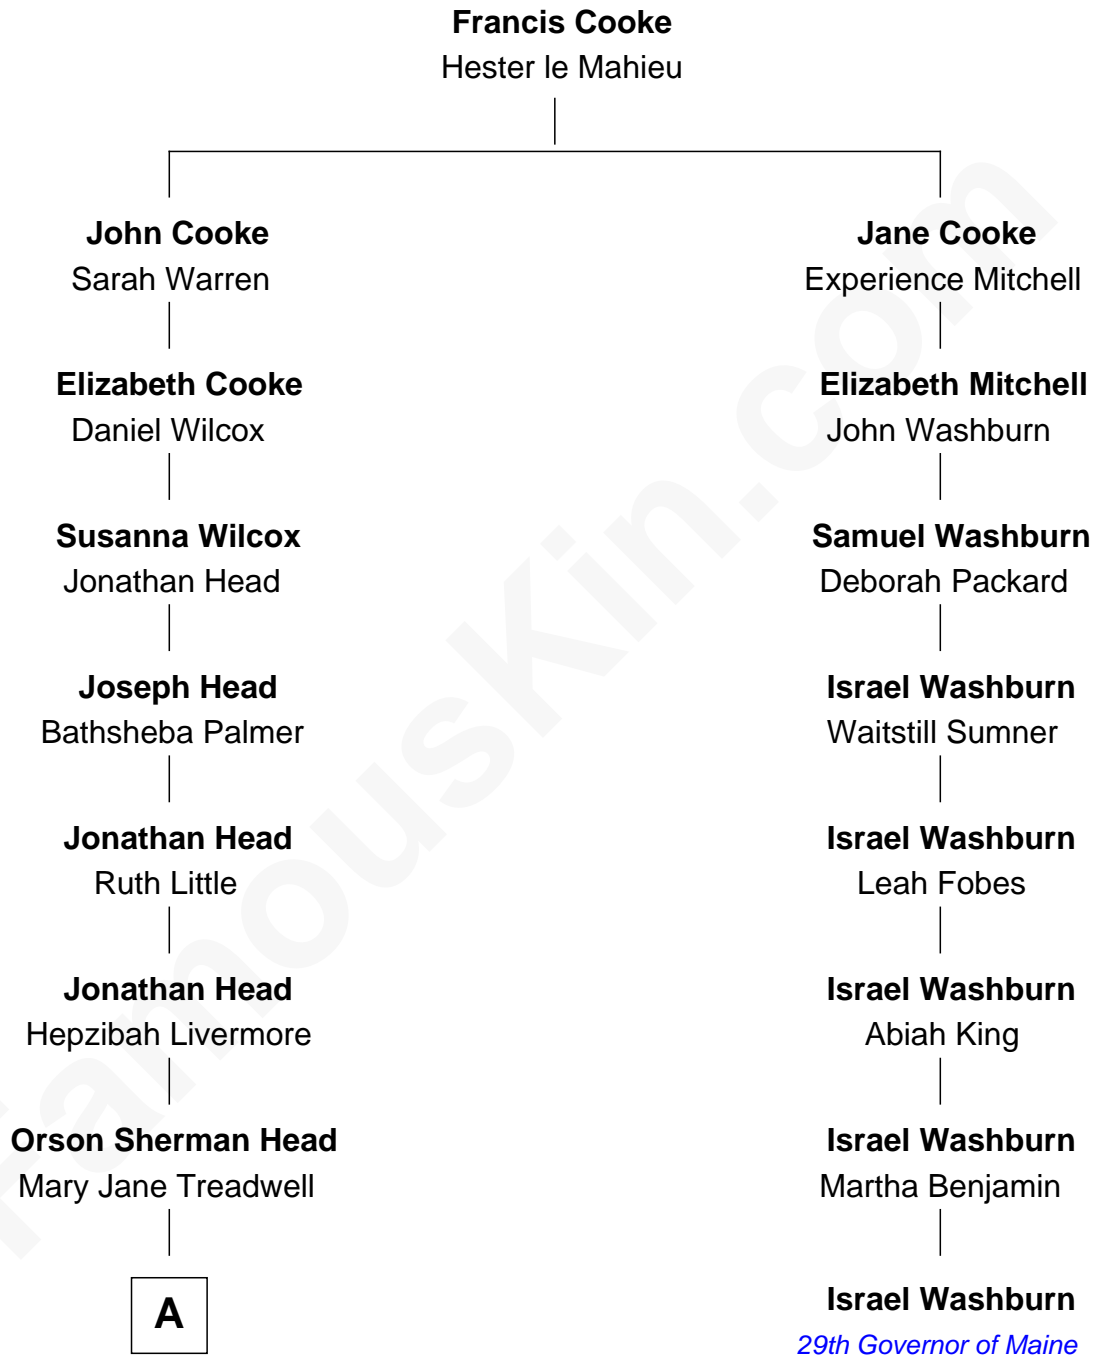 Francis Cooke
Hester le Mahieu
John Cooke
Sarah Warren
Jane Cooke
Experience Mitchell
Elizabeth Cooke
Daniel Wilcox
Elizabeth Mitchell
John Washburn
Susanna Wilcox
Jonathan Head
Samuel Washburn
Deborah Packard
Joseph Head
Bathsheba Palmer
Israel Washburn
Waitstill Sumner
Jonathan Head
Ruth Little
Israel Washburn
Leah Fobes
Jonathan Head
Hepzibah Livermore
Israel Washburn
Abiah King
Orson Sherman Head
Mary Jane Treadwell
Israel Washburn
Martha Benjamin
A
Israel Washburn
29th Governor of Maine
FamousKin.com